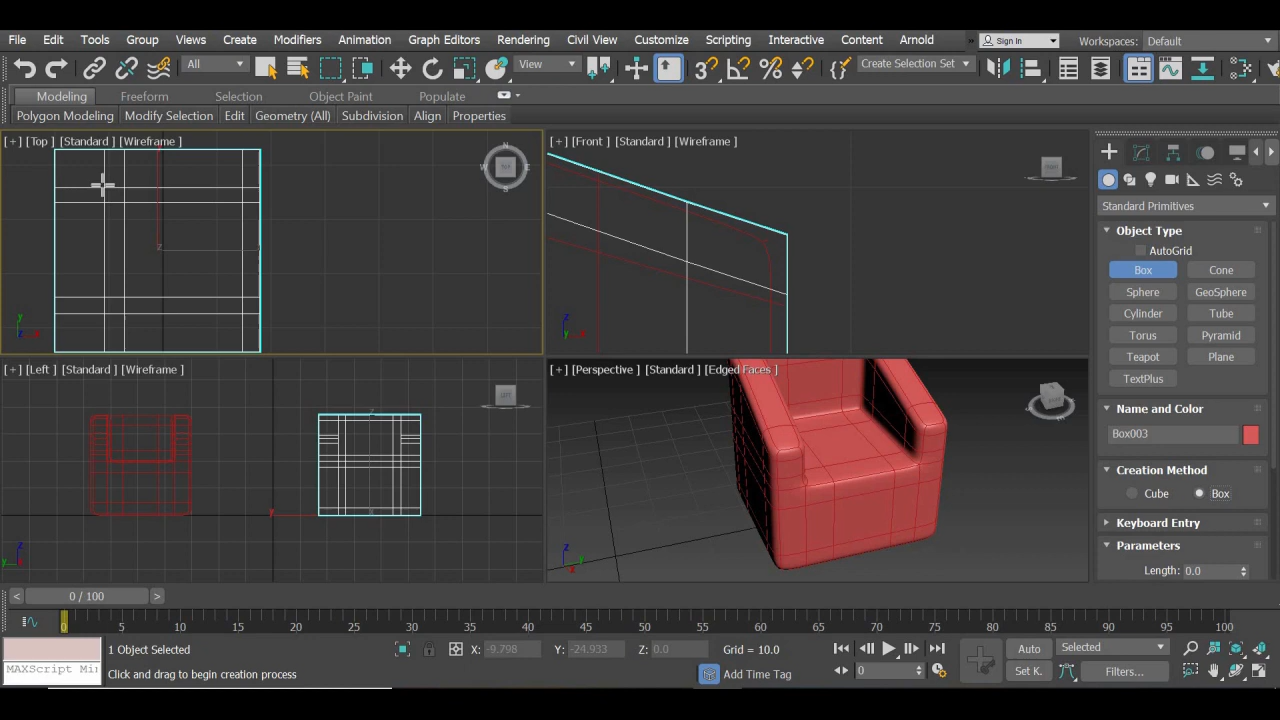 File Edit Tools Group Views Create Modifiers Animation Graph Editors Rendering Civil View Customize Scripting Interactive Content Arnold » Sign In Workspaces: Default
All View Create Selection Set
Modeling Freeform Selection Object Paint Populate
Polygon Modeling Modify Selection Edit Geometry (All) Subdivision Align Properties
[+] [Top] [Standard] [Wireframe]
[+] [Front] [Standard] [Wireframe]
N
W E
S
z
y
z x
z
y x
Standard Primitives
Object Type
AutoGrid
Box Cone
Sphere GeoSphere
Cylinder Tube
Torus Pyramid
Teapot Plane
TextPlus
Name and Color
Box003
Creation Method
Cube Box
Keyboard Entry
Parameters
Length: 0.0
[+] [Left] [Standard] [Wireframe]
[+] [Perspective] [Standard] [Edged Faces]
LEFT
z
y x
z
y
x
< 0 / 100 >
0 5 10 15 20 25 30 35 40 45 50 55 60 65 70 75 80 85 90 95 100
1 Object Selected X: -9.798 Y: -24.933 Z: 0.0 Grid = 10.0 Auto Selected
MAXScript Mi
Click and drag to begin creation process Add Time Tag 0 Set K. Filters...